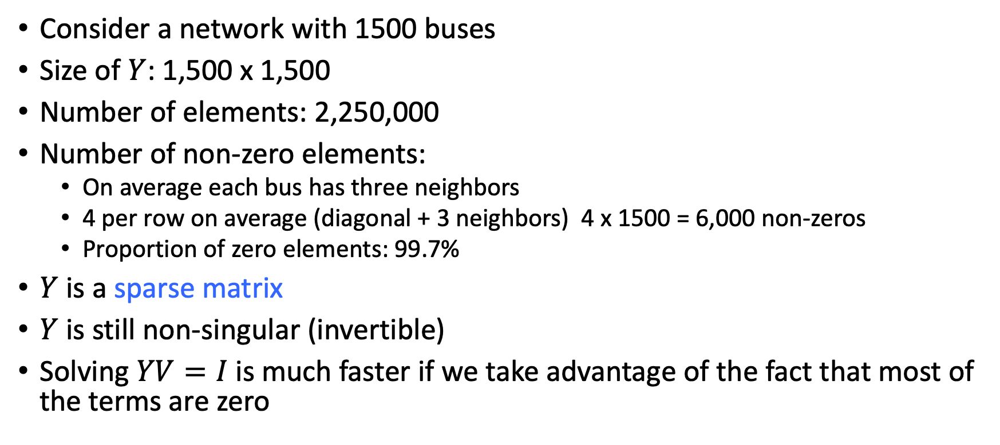 • Consider a network with 1500 buses
• Size of Y: 1,500 x 1,500
• Number of elements: 2,250,000
• Number of non-zero elements:
• On average each bus has three neighbors
• 4 per row on average (diagonal + 3 neighbors) 4 x 1500 = 6,000 non-zeros
• Proportion of zero elements: 99.7%
• Y is a sparse matrix
• Y is still non-singular (invertible)
• Solving YV = I is much faster if we take advantage of the fact that most of
the terms are zero